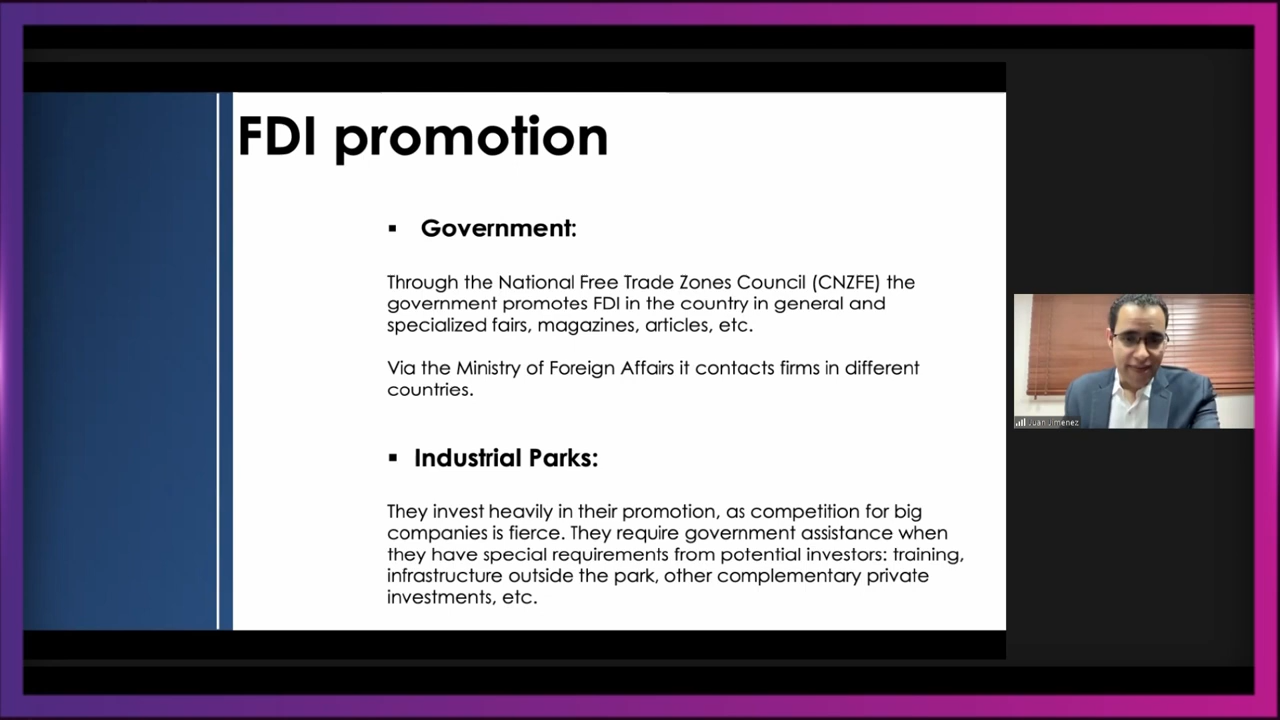 FDI promotion
▪ Government:
Through the National Free Trade Zones Council (CNZFE) the
government promotes FDI in the country in general and
specialized fairs, magazines, articles, etc.
Via the Ministry of Foreign Affairs it contacts firms in different
countries.
▪ Industrial Parks:
They invest heavily in their promotion, as competition for big
companies is fierce. They require government assistance when
they have special requirements from potential investors: training,
infrastructure outside the park, other complementary private
investments, etc.
Juan Jimenez